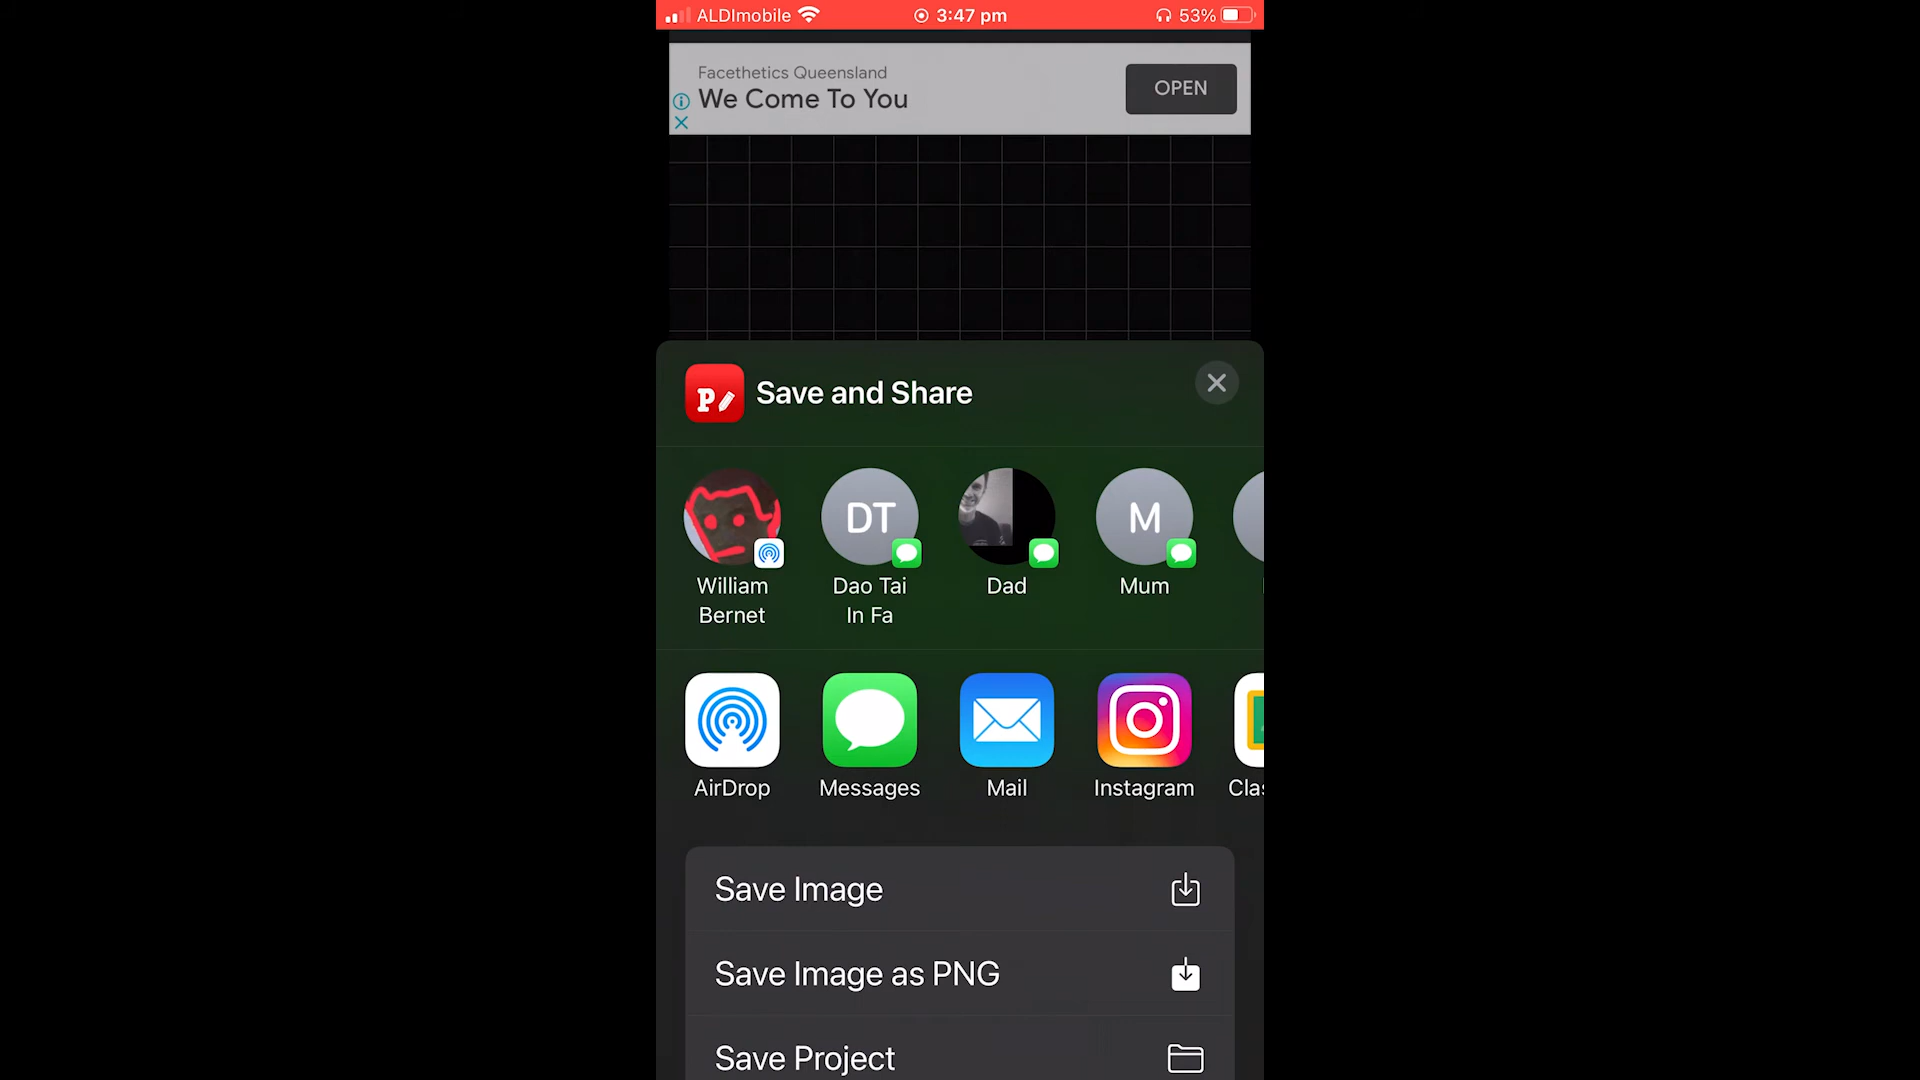 ALDImobile 3:47 pm 53%
Facethetics Queensland
We Come To You
OPEN
P Save and Share
DT M
William Dao Tai Dad Mum
Bernet In Fa
AirDrop Messages Mail Instagram Clas
Save Image
Save Image as PNG
Save Project